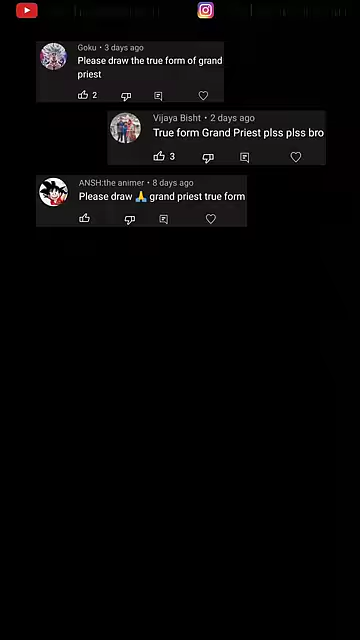 Goku • 3 days ago
Please draw the true form of grand
priest
2
Vijaya Bisht • 2 days ago
True form Grand Priest plss plss bro
3
ANSH:the animer • 8 days ago
Please draw 🙏 grand priest true form